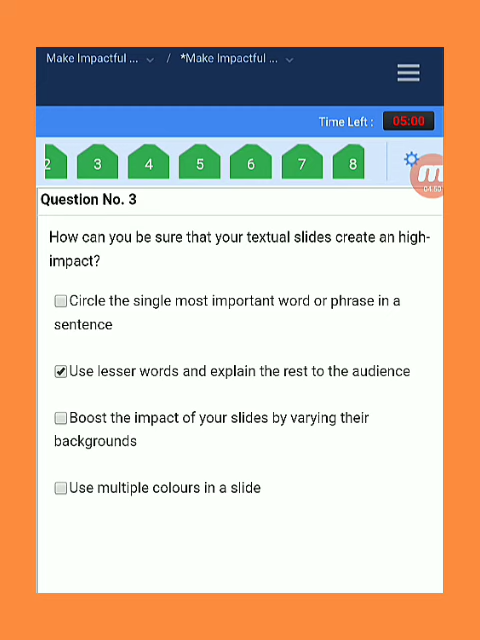 Make Impactful ... / *Make Impactful ...
Time Left : 05:00
2 3 4 5 6 7 8
04:50
Question No. 3
How can you be sure that your textual slides create an high-
impact?
Circle the single most important word or phrase in a
sentence
Use lesser words and explain the rest to the audience
Boost the impact of your slides by varying their
backgrounds
Use multiple colours in a slide